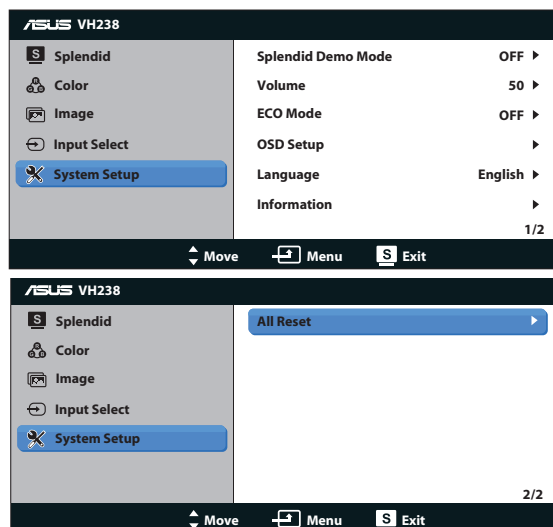 ASUS VH238
S Splendid
Color
Image
Input Select
System Setup
Splendid Demo Mode OFF
Volume 50
ECO Mode OFF
OSD Setup
Language English
Information
1/2
Move Menu S Exit
ASUS VH238
S Splendid
Color
Image
Input Select
System Setup
All Reset
2/2
Move Menu S Exit